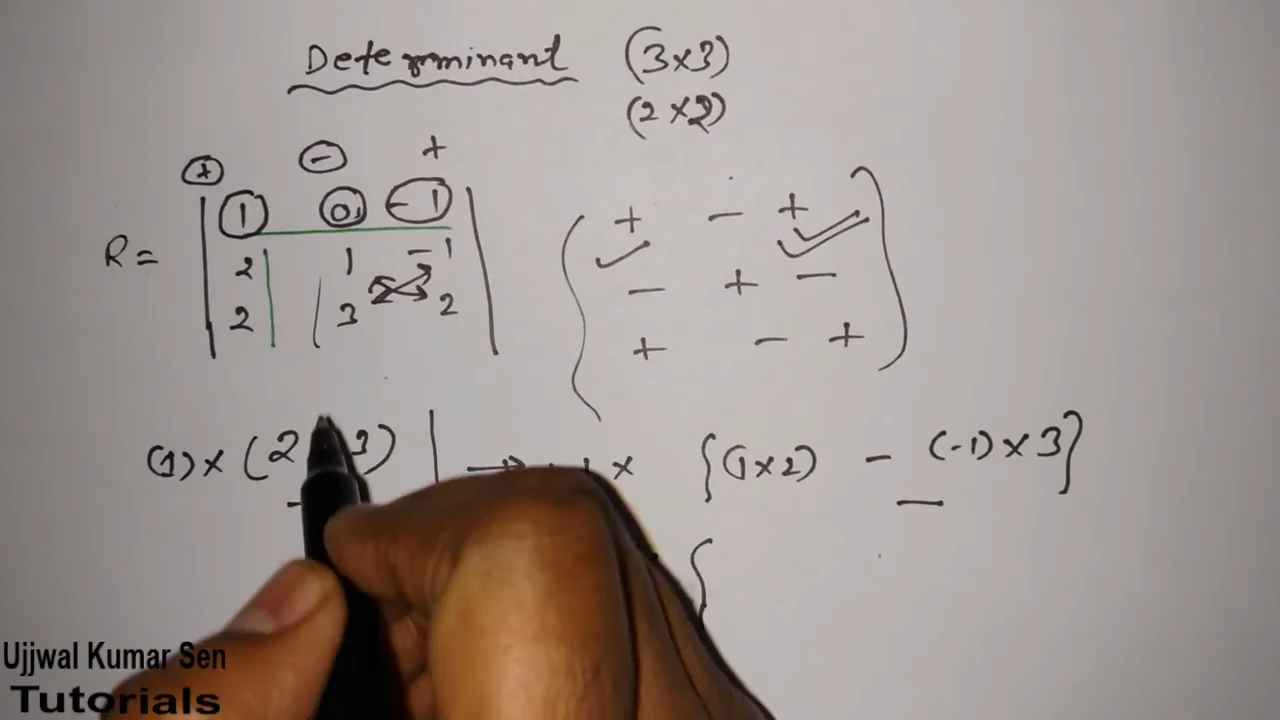 Determinant (3×3)
(2×2)
+ - +
R = | 1 0 -1 |
2 1 -1
2 3 2
+ - +
- + -
+ - +
(1) × (2 3) | → × {(1×2) - (-1) × 3}
{
Ujjwal Kumar Sen
Tutorials